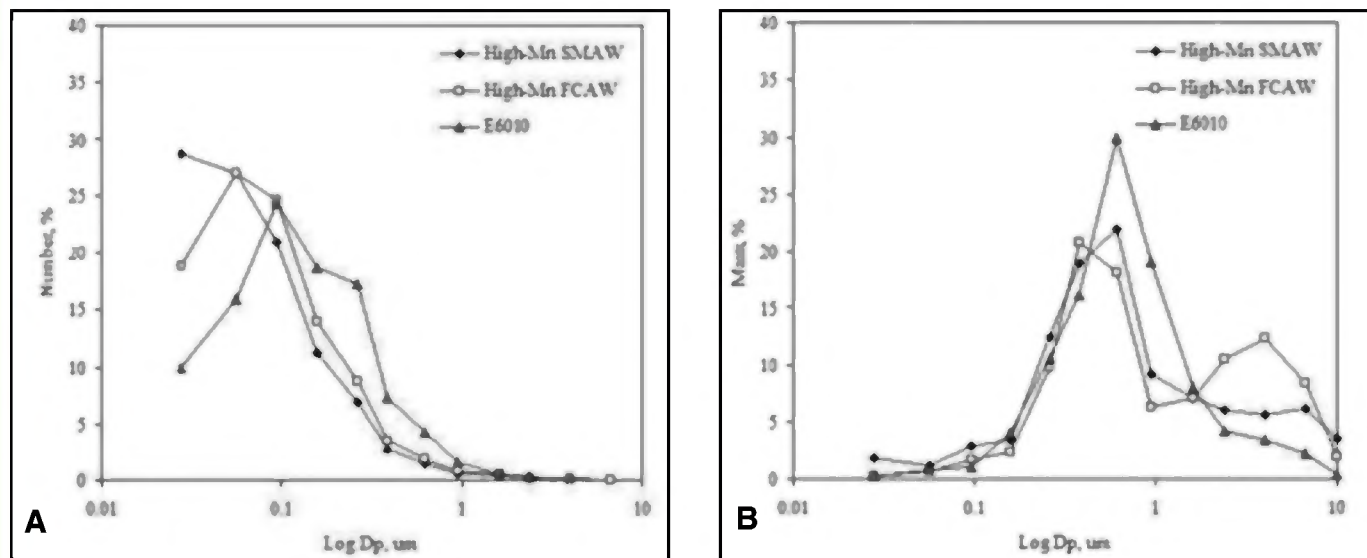 40
35
30
25
20
15
10
5
0
Number, %
High-Mn SMAW
High-Mn FCAW
E6010
0.01 0.1 1 10
Log Dp, um
A
40
35
30
25
20
15
10
5
0
Mass, %
High-Mn SMAW
High-Mn FCAW
E6010
0.01 0.1 1 10
Log Dp, um
B